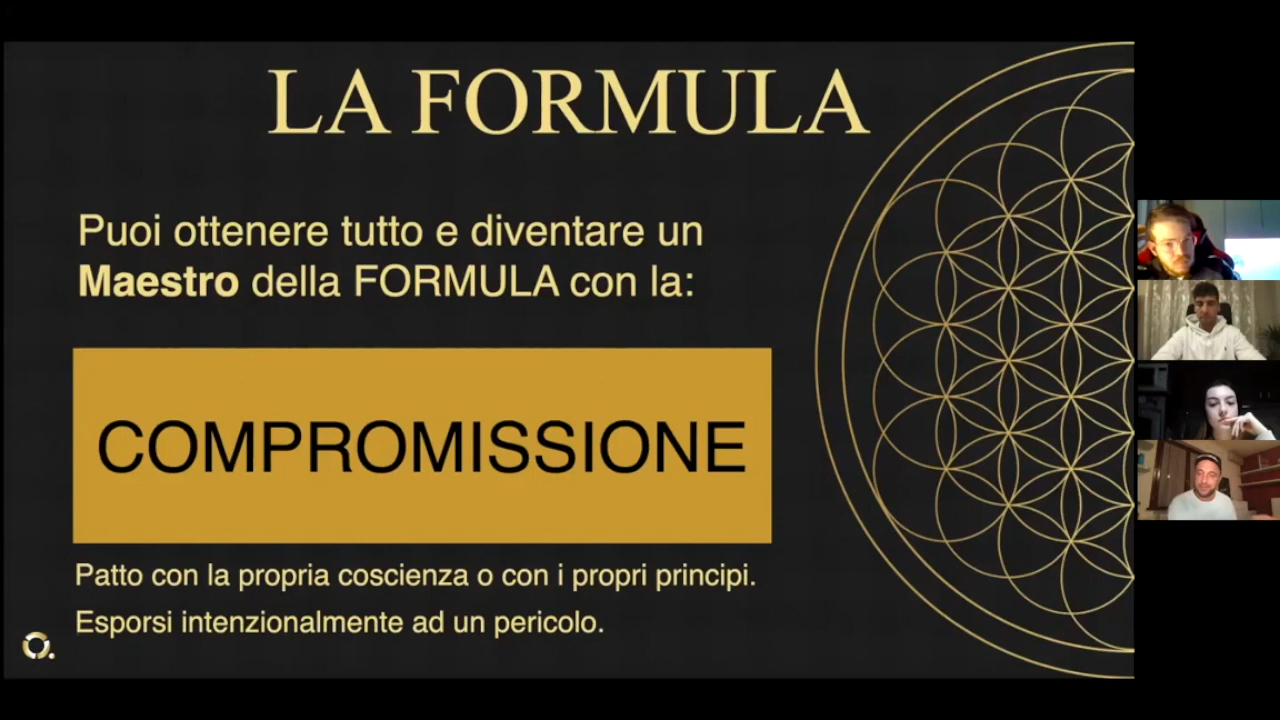 LA FORMULA
Puoi ottenere tutto e diventare un
Maestro della FORMULA con la:
COMPROMISSIONE
Patto con la propria coscienza o con i propri principi.
Esporsi intenzionalmente ad un pericolo.